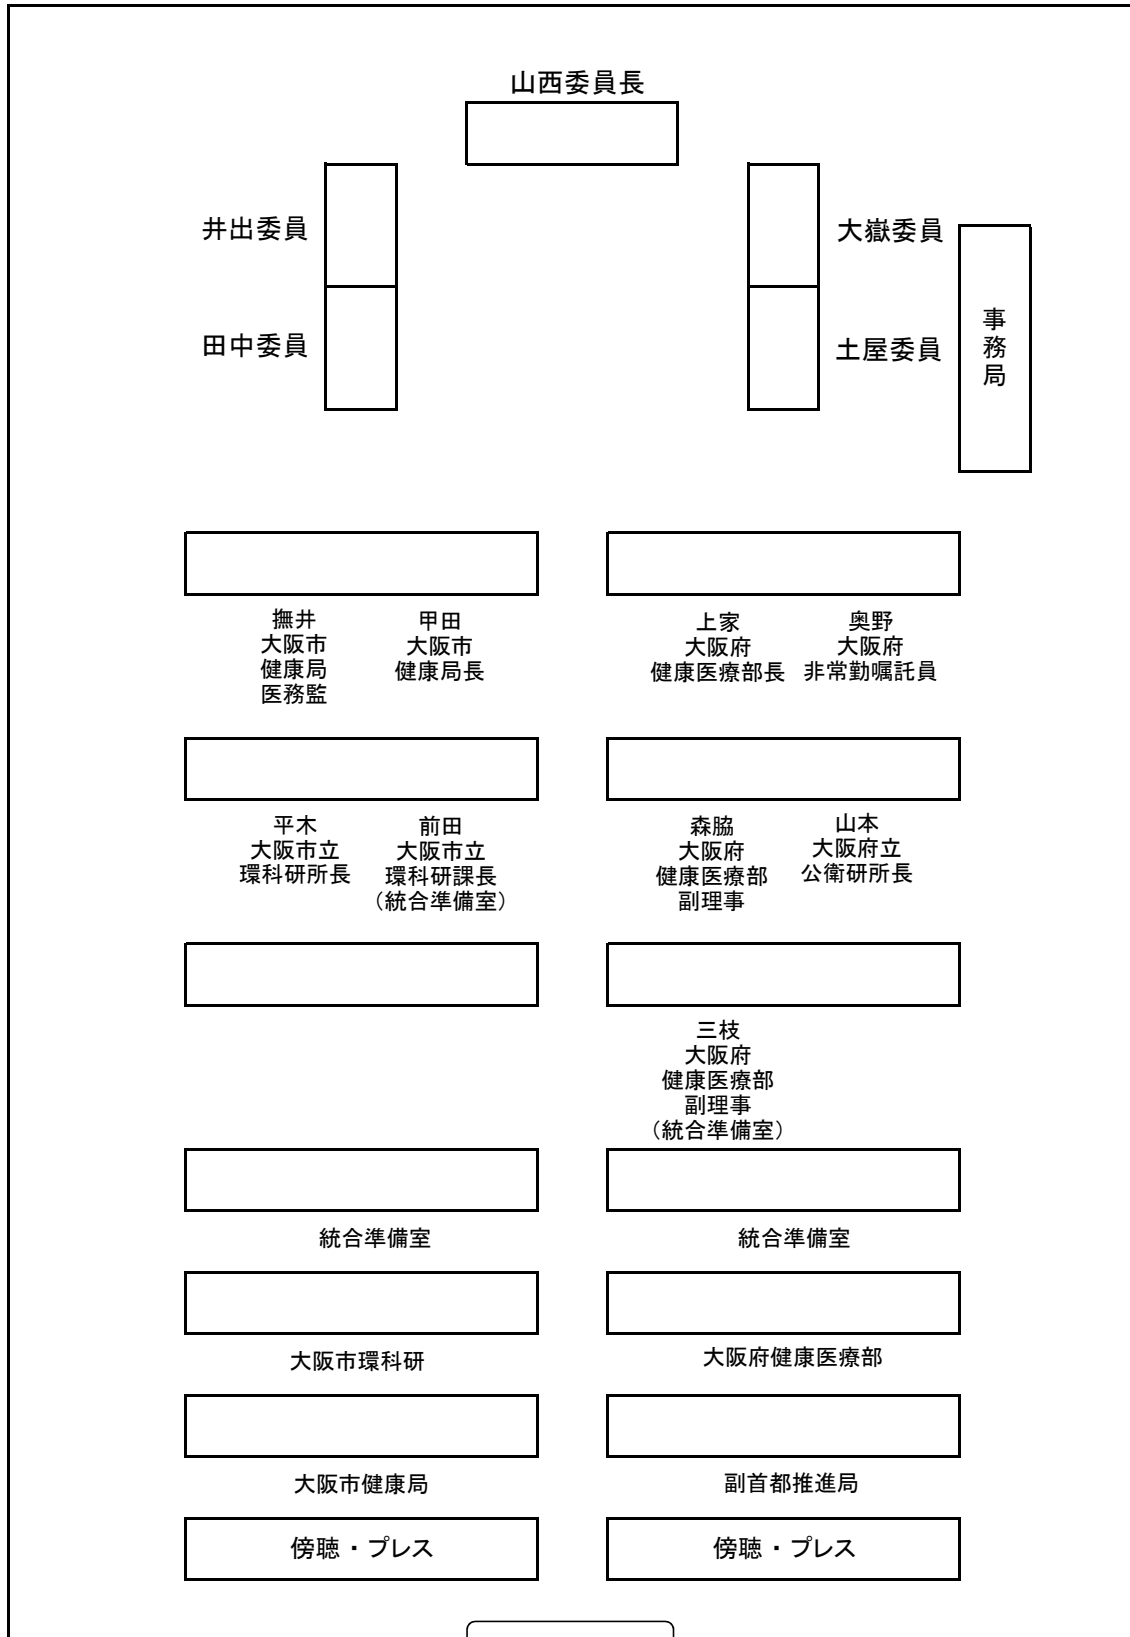 山西委員長
井出委員
大嶽委員
田中委員
土屋委員
事務局
撫井
大阪市
健康局
医務監
甲田
大阪市
健康局長
上家
大阪府
健康医療部長
奥野
大阪府
非常勤嘱託員
平木
大阪市立
環科研所長
前田
大阪市立
環科研課長
（統合準備室）
森脇
大阪府
健康医療部
副理事
山本
大阪府立
公衛研所長
三枝
大阪府
健康医療部
副理事
（統合準備室）
統合準備室
統合準備室
大阪市環科研
大阪府健康医療部
大阪市健康局
副首都推進局
傍聴・プレス
傍聴・プレス